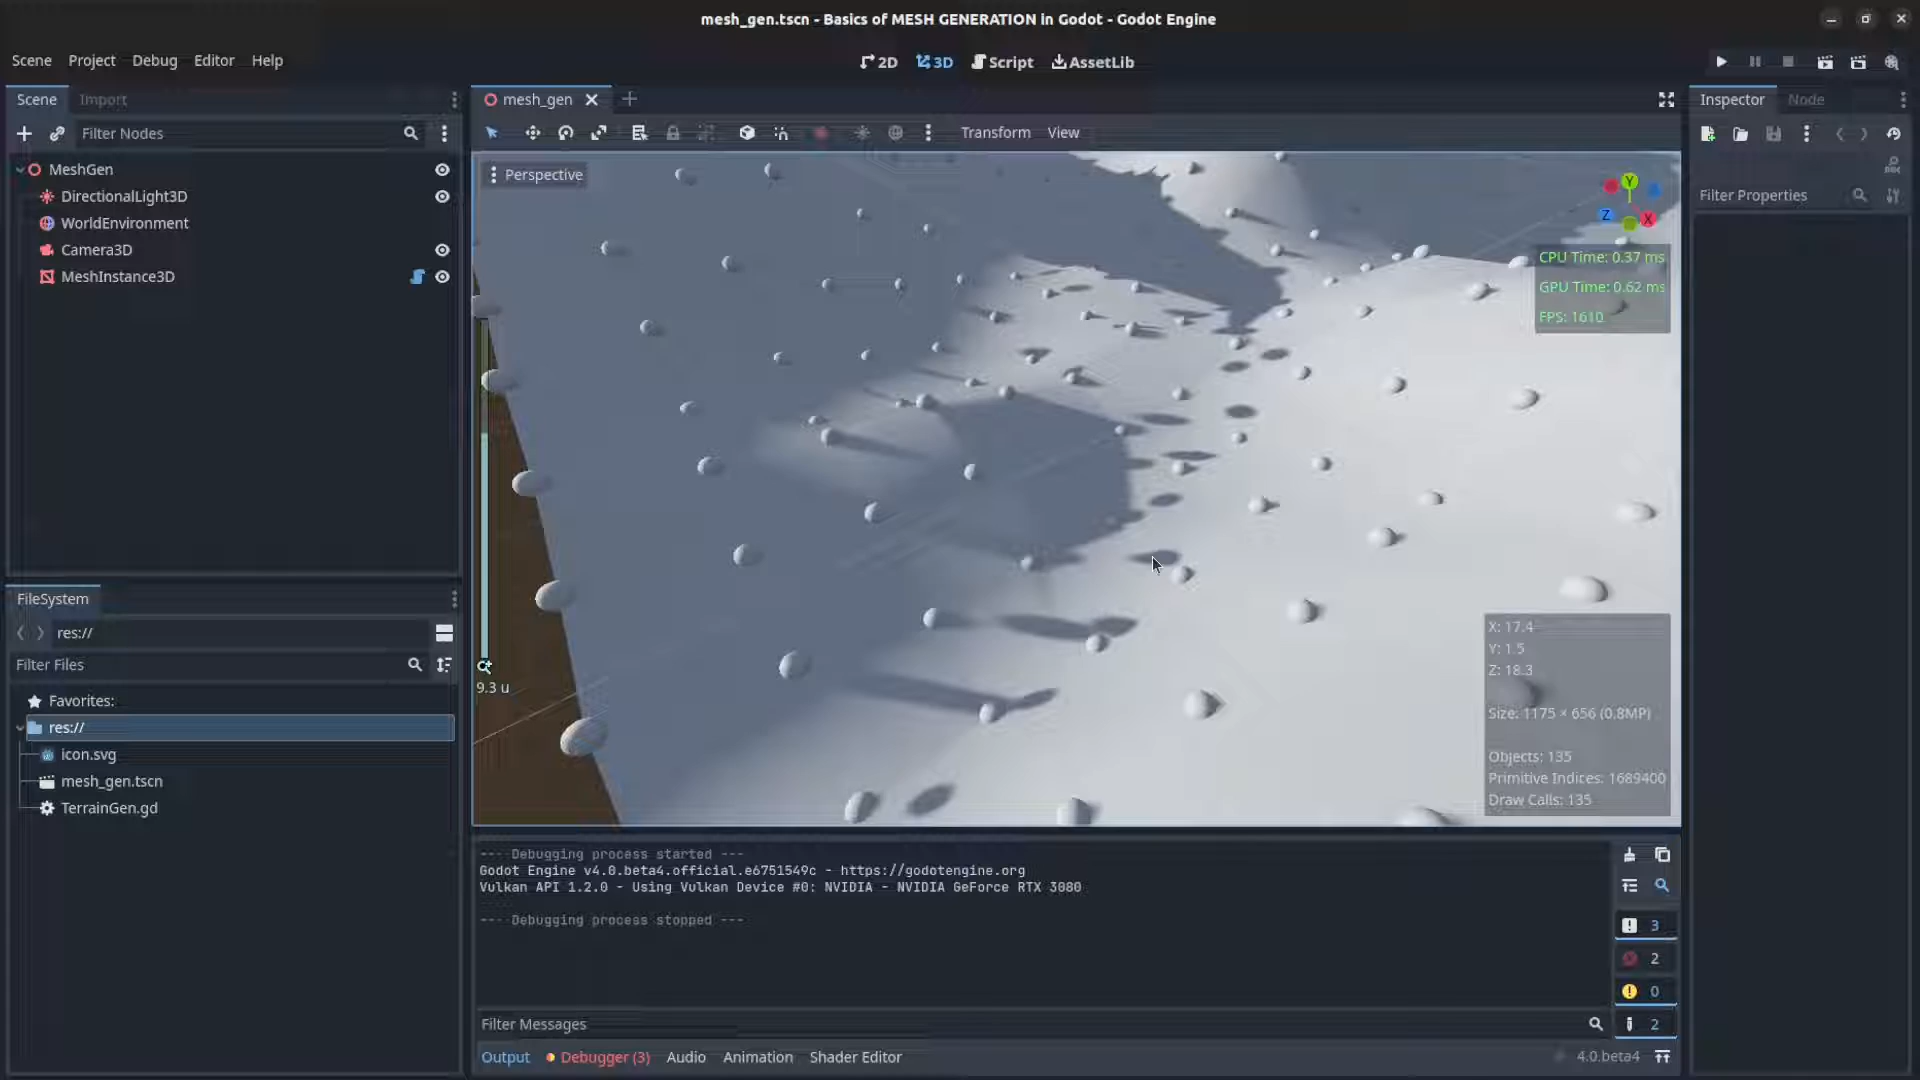 mesh_gen.tscn - Basics of MESH GENERATION in Godot - Godot Engine
Scene Project Debug Editor Help
2D 3D Script AssetLib
Scene Import
Filter Nodes
MeshGen
DirectionalLight3D
WorldEnvironment
Camera3D
MeshInstance3D
FileSystem
res://
Filter Files
Favorites:
res://
icon.svg
mesh_gen.tscn
TerrainGen.gd
mesh_gen
Transform View
Perspective
Y
Z
X
CPU Time: 0.37 ms
GPU Time: 0.62 ms
FPS: 1610
9.3 u
X: 17.4
Y: 1.5
Z: 18.3
Size: 1175 × 656 (0.8MP)
Objects: 135
Primitive Indices: 1689400
Draw Calls: 135
--- Debugging process started ---
Godot Engine v4.0.beta4.official.e6751549c - https://godotengine.org
Vulkan API 1.2.0 - Using Vulkan Device #0: NVIDIA - NVIDIA GeForce RTX 3080
--- Debugging process stopped ---
3
2
0
2
Filter Messages
Output Debugger (3) Audio Animation Shader Editor
4.0.beta4
Inspector Node
Filter Properties